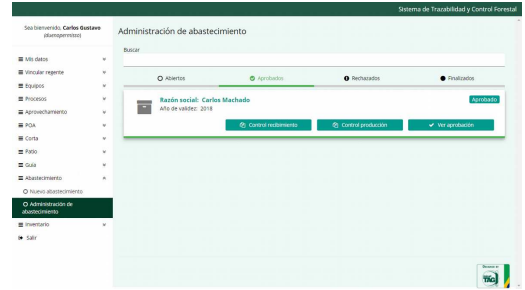 Sistema de Trazabilidad y Control Forestal
Sea bienvenido, Carlos Gustavo
Mis datos
Vincular regente
Equipos
Procesos
Aprovechamiento
POA
Corta
Patio
Guía
Abastecimiento
Nuevo abastecimiento
Administración de
abastecimiento
Inventario
Salir
Administración de abastecimiento
Buscar
Abiertos
Aprobados
Rechazados
Finalizados
Razón social: Carlos Machado
Aprobado
Año de validez: 2018
Control recibimiento
Control producción
Ver aprobación
TAG